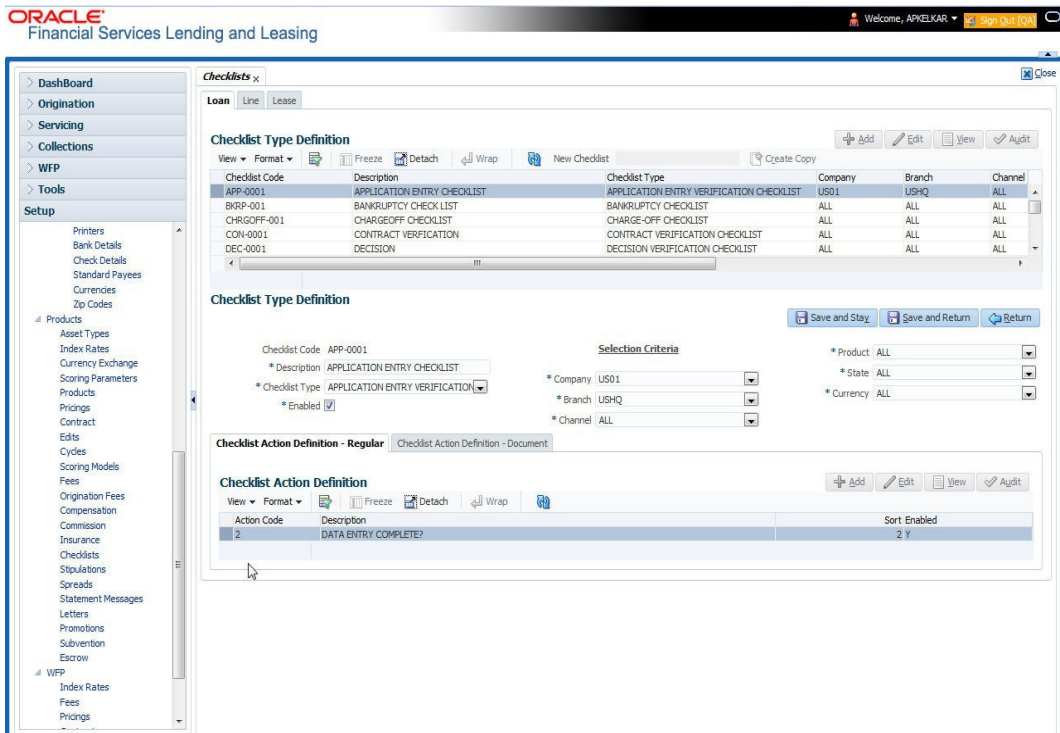 ORACLE
Financial Services Lending and Leasing
Welcome, APKELKAR
Sign Out [QA]
DashBoard
Origination
Servicing
Collections
WFP
Tools
Setup
Printers
Bank Details
Check Details
Standard Payees
Currencies
Zip Codes
Products
Asset Types
Index Rates
Currency Exchange
Scoring Parameters
Products
Pricings
Contract
Edits
Cycles
Scoring Models
Fees
Origination Fees
Compensation
Commission
Insurance
Checklists
Stipulations
Spreads
Statement Messages
Letters
Promotions
Subvention
Escrow
WFP
Index Rates
Fees
Pricings
Checklists x
Close
Loan Line Lease
Checklist Type Definition
Add Edit View Audit
View Format Freeze Detach Wrap New Checklist Create Copy
Checklist Code Description Checklist Type Company Branch Channel
APP-0001 APPLICATION ENTRY CHECKLIST APPLICATION ENTRY VERIFICATION CHECKLIST US01 USHQ ALL
BKRP-001 BANKRUPTCY CHECK LIST BANKRUPTCY CHECKLIST ALL ALL ALL
CHRGOFF-001 CHARGEOFF CHECKLIST CHARGE-OFF CHECKLIST ALL ALL ALL
CON-0001 CONTRACT VERFICATION CONTRACT VERIFICATION CHECKLIST ALL ALL ALL
DEC-0001 DECISION DECISION VERIFICATION CHECKLIST ALL ALL ALL
Checklist Type Definition
Save and Stay Save and Return Return
Checklist Code APP-0001
* Description APPLICATION ENTRY CHECKLIST
* Checklist Type APPLICATION ENTRY VERIFICATION
* Enabled
Selection Criteria
* Company US01
* Branch USHQ
* Channel ALL
* Product ALL
* State ALL
* Currency ALL
Checklist Action Definition - Regular Checklist Action Definition - Document
Checklist Action Definition
Add Edit View Audit
View Format Freeze Detach Wrap
Action Code Description Sort Enabled
2 DATA ENTRY COMPLETE? 2 Y